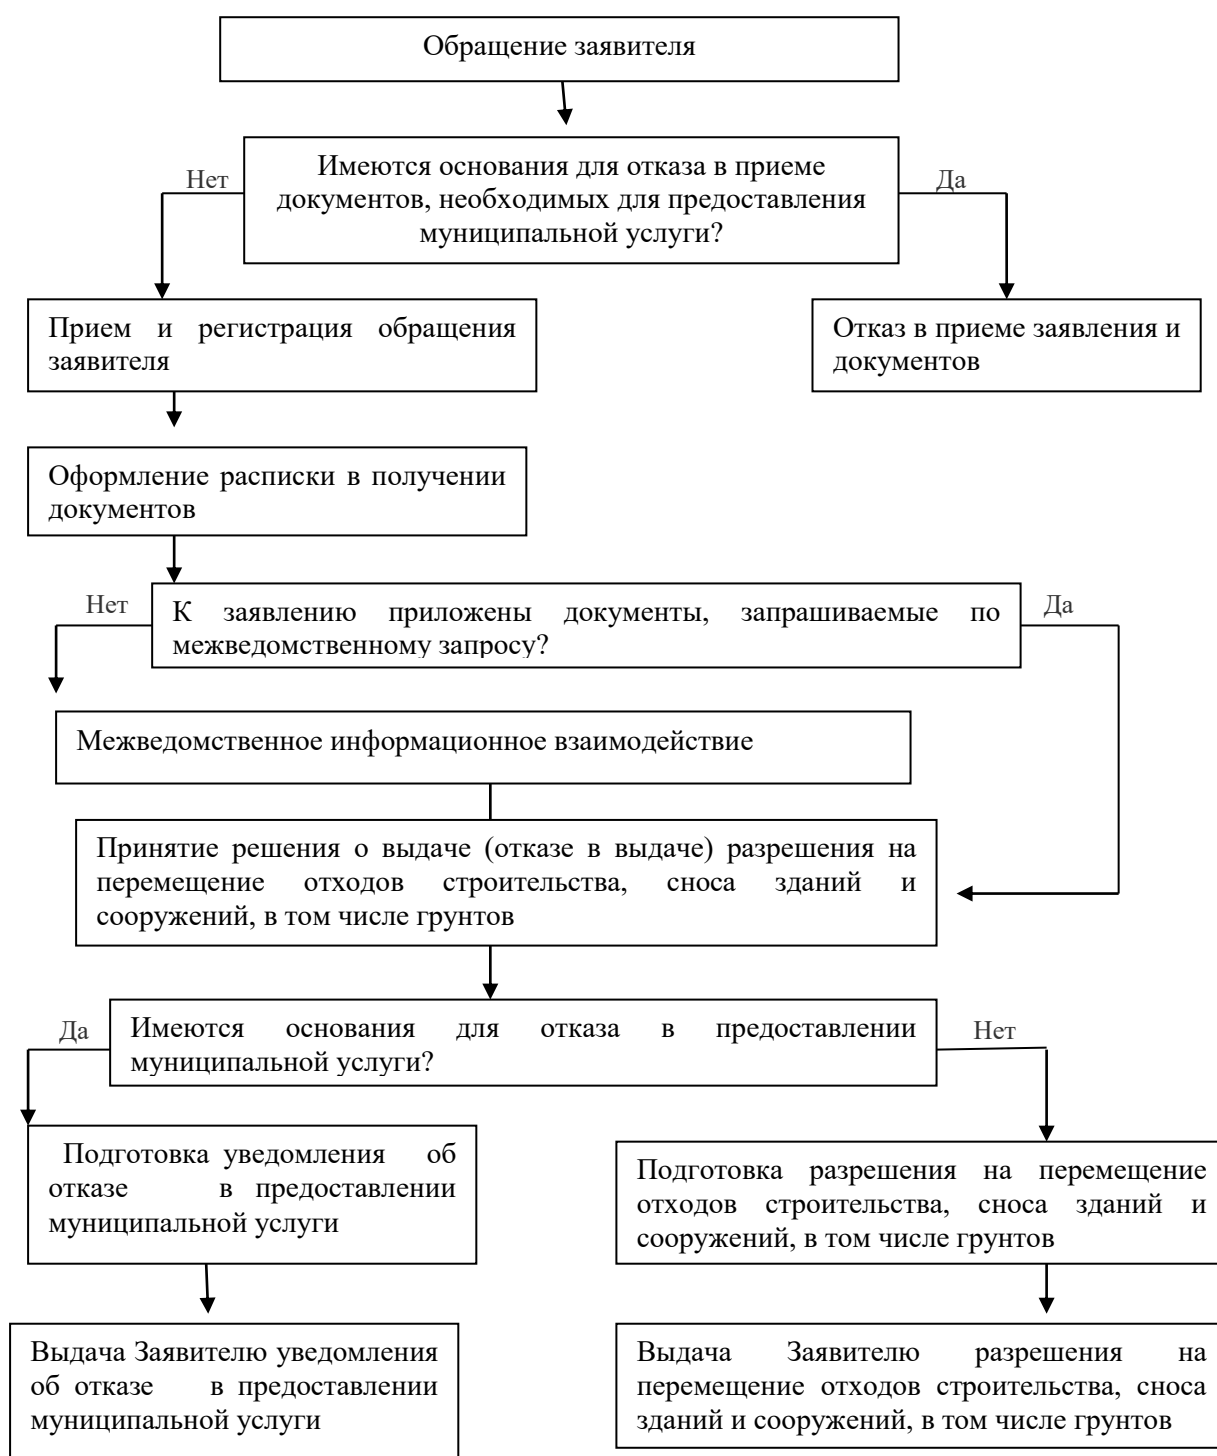 Обращение заявителя
Имеются основания для отказа в приеме
документов, необходимых для предоставления
муниципальной услуги?
Нет
Да
Прием и регистрация обращения
заявителя
Отказ в приеме заявления и
документов
Оформление расписки в получении
документов
Нет
К заявлению приложены документы, запрашиваемые по
межведомственному запросу?
Да
Межведомственное информационное взаимодействие
Принятие решения о выдаче (отказе в выдаче) разрешения на
перемещение отходов строительства, сноса зданий и
сооружений, в том числе грунтов
Да
Имеются основания для отказа в предоставлении
муниципальной услуги?
Нет
Подготовка уведомления об
отказе в предоставлении
муниципальной услуги
Подготовка разрешения на перемещение
отходов строительства, сноса зданий и
сооружений, в том числе грунтов
Выдача Заявителю уведомления
об отказе в предоставлении
муниципальной услуги
Выдача Заявителю разрешения на
перемещение отходов строительства, сноса
зданий и сооружений, в том числе грунтов